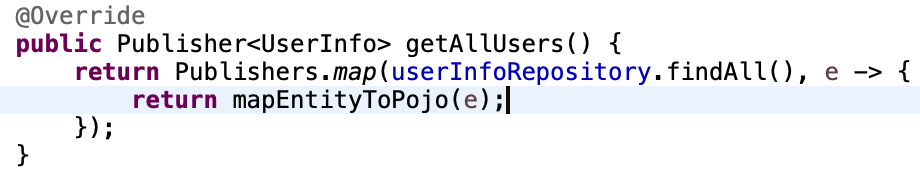 @Override
public Publisher<UserInfo> getAllUsers() {
    return Publishers.map(userInfoRepository.findAll(), e -> {
        return mapEntityToPojo(e);
    });
}